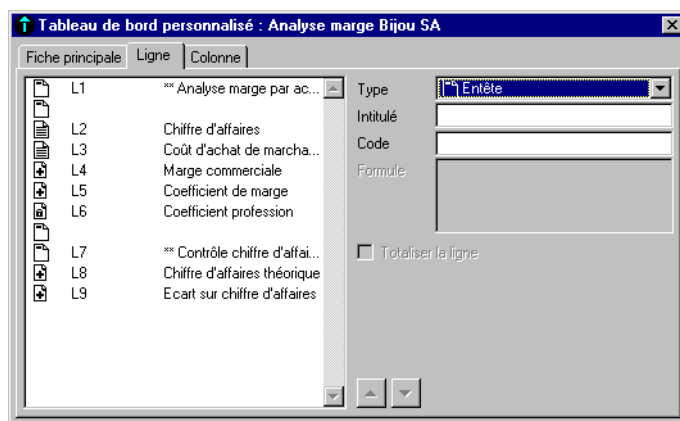 Tableau de bord personnalisé : Analyse marge Bijou SA
Fiche principale Ligne Colonne
L1 ** Analyse marge par ac...
L2 Chiffre d'affaires
L3 Coût d'achat de marcha...
L4 Marge commerciale
L5 Coefficient de marge
L6 Coefficient profession
L7 ** Contrôle chiffre d'affai...
L8 Chiffre d'affaires théorique
L9 Ecart sur chiffre d'affaires
Type Entête
Intitulé
Code
Formule
Totaliser la ligne